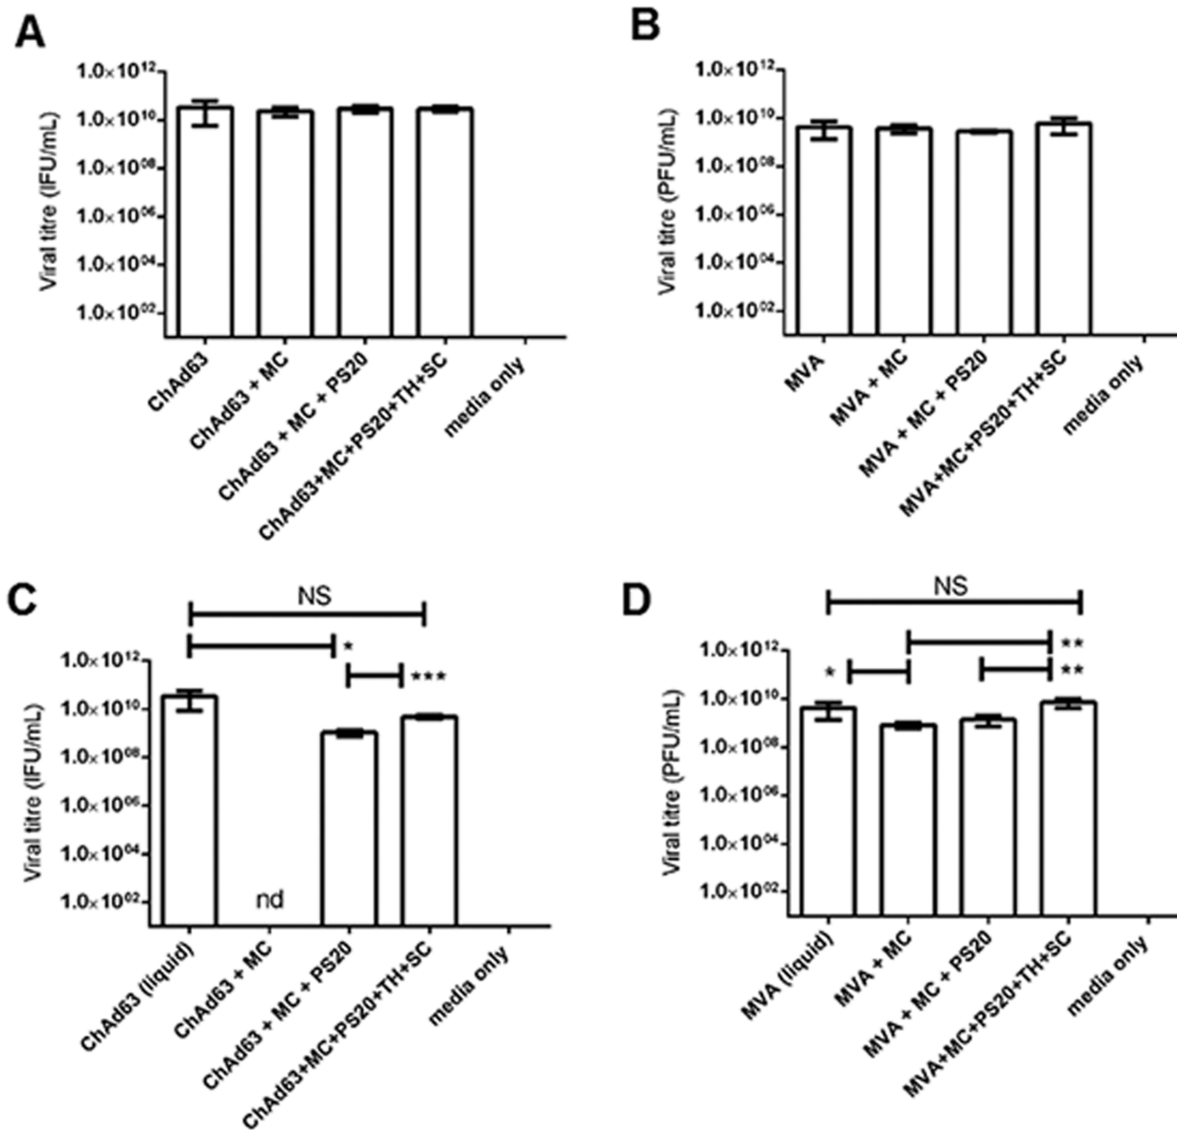 A
Viral titre (IFU/mL)
1.0×10¹²
1.0×10¹⁰
1.0×10⁰⁸
1.0×10⁰⁶
1.0×10⁰⁴
1.0×10⁰²
ChAd63
ChAd63 + MC
ChAd63 + MC + PS20
ChAd63+MC+PS20+TH+SC
media only
B
Viral titre (PFU/mL)
1.0×10¹²
1.0×10¹⁰
1.0×10⁰⁸
1.0×10⁰⁶
1.0×10⁰⁴
1.0×10⁰²
MVA
MVA + MC
MVA + MC + PS20
MVA+MC+PS20+TH+SC
media only
C
NS
*
***
Viral titre (IFU/mL)
1.0×10¹²
1.0×10¹⁰
1.0×10⁰⁸
1.0×10⁰⁶
1.0×10⁰⁴
1.0×10⁰²
nd
ChAd63 (liquid)
ChAd63 + MC
ChAd63 + MC + PS20
ChAd63+MC+PS20+TH+SC
media only
D
NS
**
* **
Viral titre (PFU/mL)
1.0×10¹²
1.0×10¹⁰
1.0×10⁰⁸
1.0×10⁰⁶
1.0×10⁰⁴
1.0×10⁰²
MVA (liquid)
MVA + MC
MVA + MC + PS20
MVA+MC+PS20+TH+SC
media only